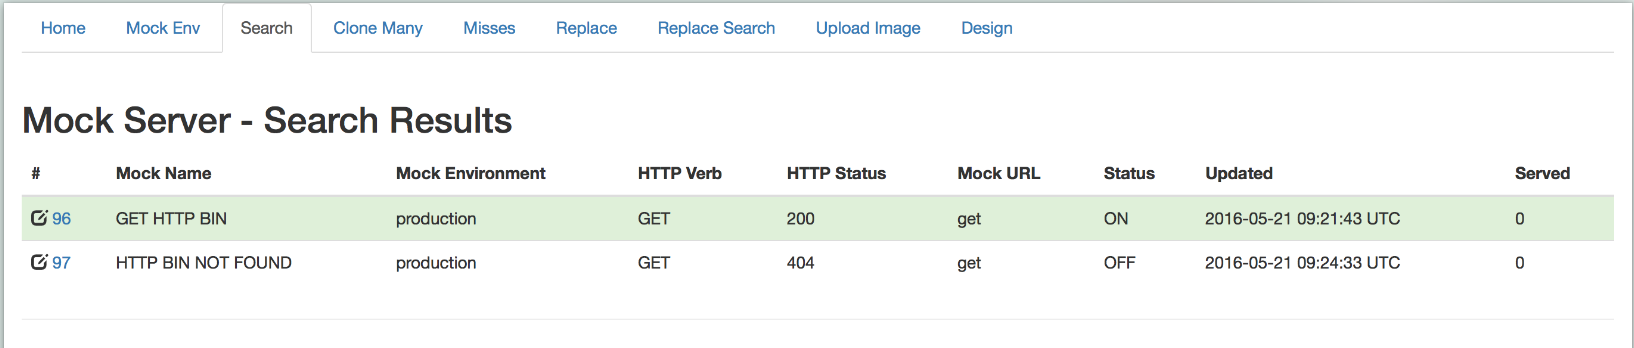 Home Mock Env Search Clone Many Misses Replace Replace Search Upload Image Design
Mock Server - Search Results
# Mock Name Mock Environment HTTP Verb HTTP Status Mock URL Status Updated Served
96 GET HTTP BIN production GET 200 get ON 2016-05-21 09:21:43 UTC 0
97 HTTP BIN NOT FOUND production GET 404 get OFF 2016-05-21 09:24:33 UTC 0